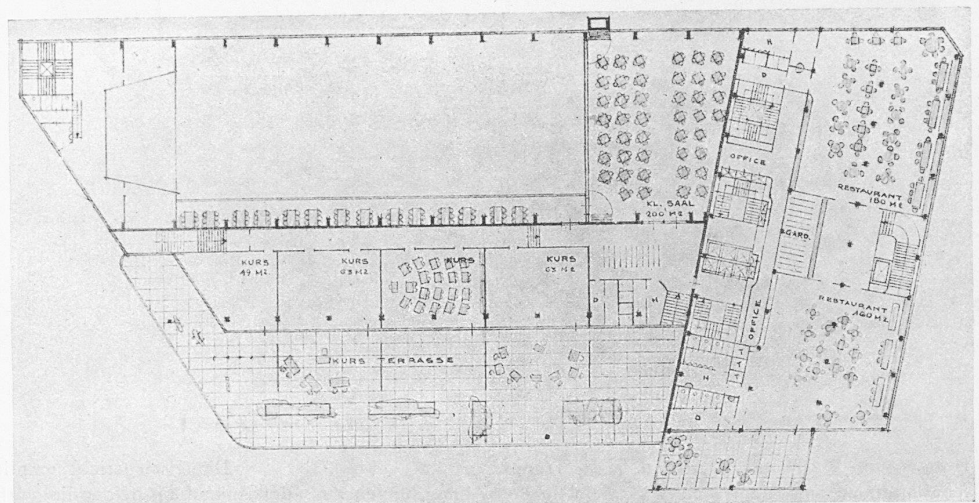 H
D
OFFICE
RESTAURANT
180 M2
KL. SAAL
200 M2
GARD.
KURS
49 M2
KURS
63 M2
KURS
KURS
63 M2
D
H
RESTAURANT
160 M2
OFFICE
KURS TERRASSE
H
D